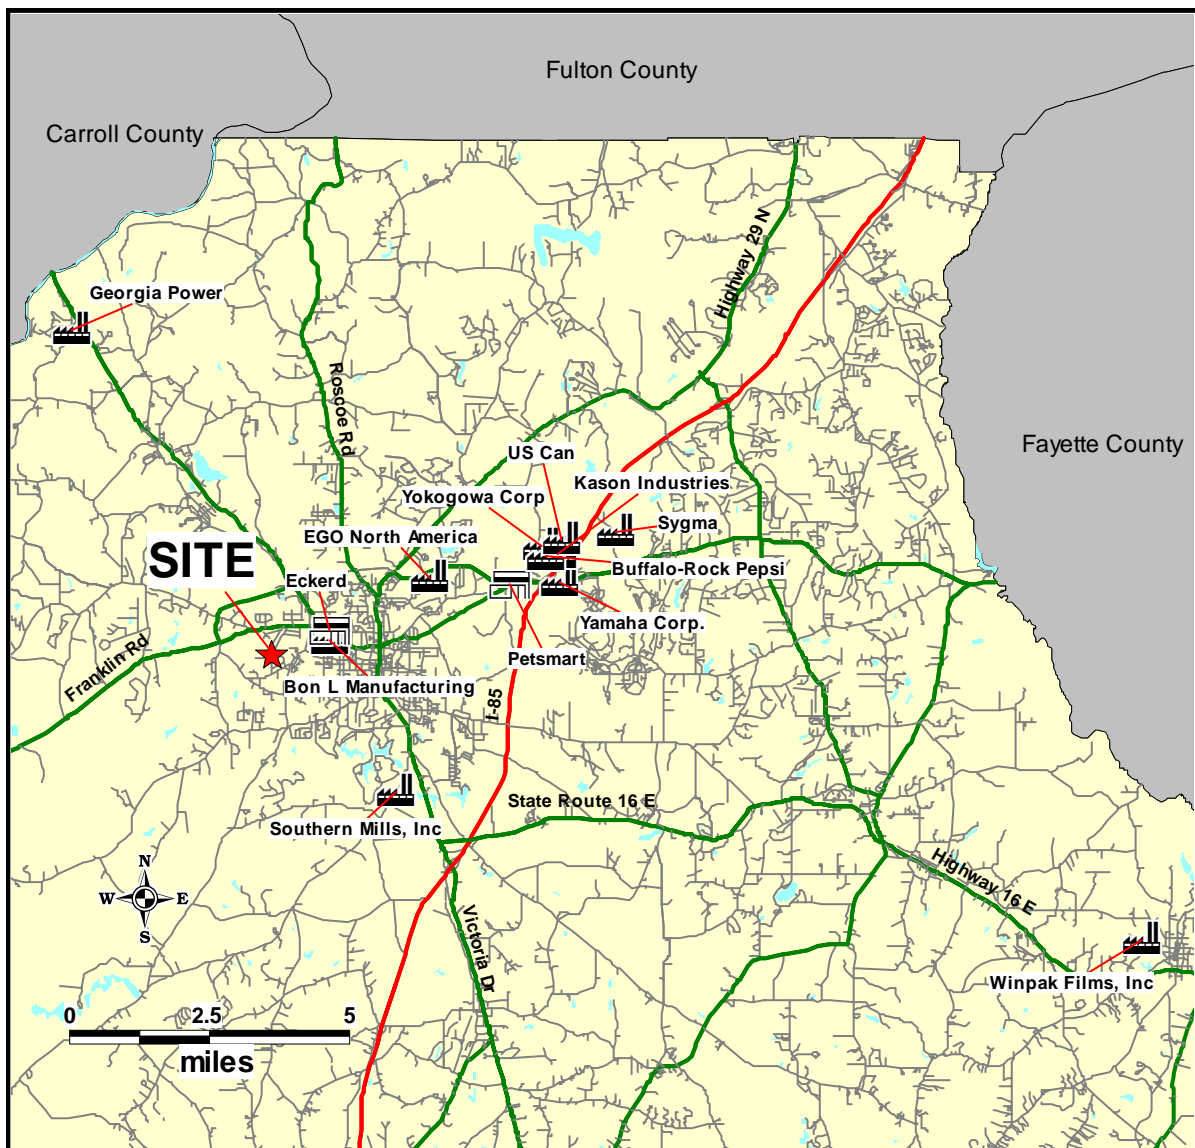 Fulton County
Carroll County
Highway 29 N
Georgia Power
Roscoe Rd
Fayette County
US Can
Kason Industries
Yokogowa Corp
Sygma
EGO North America
SITE
Buffalo-Rock Pepsi
Eckerd
Yamaha Corp.
Franklin Rd
Petsmart
Bon L Manufacturing
I-85
State Route 16 E
Southern Mills, Inc
Highway 16 E
N
W
E
S
Victoria Dr
Winpak Films, Inc
0 2.5 5
miles